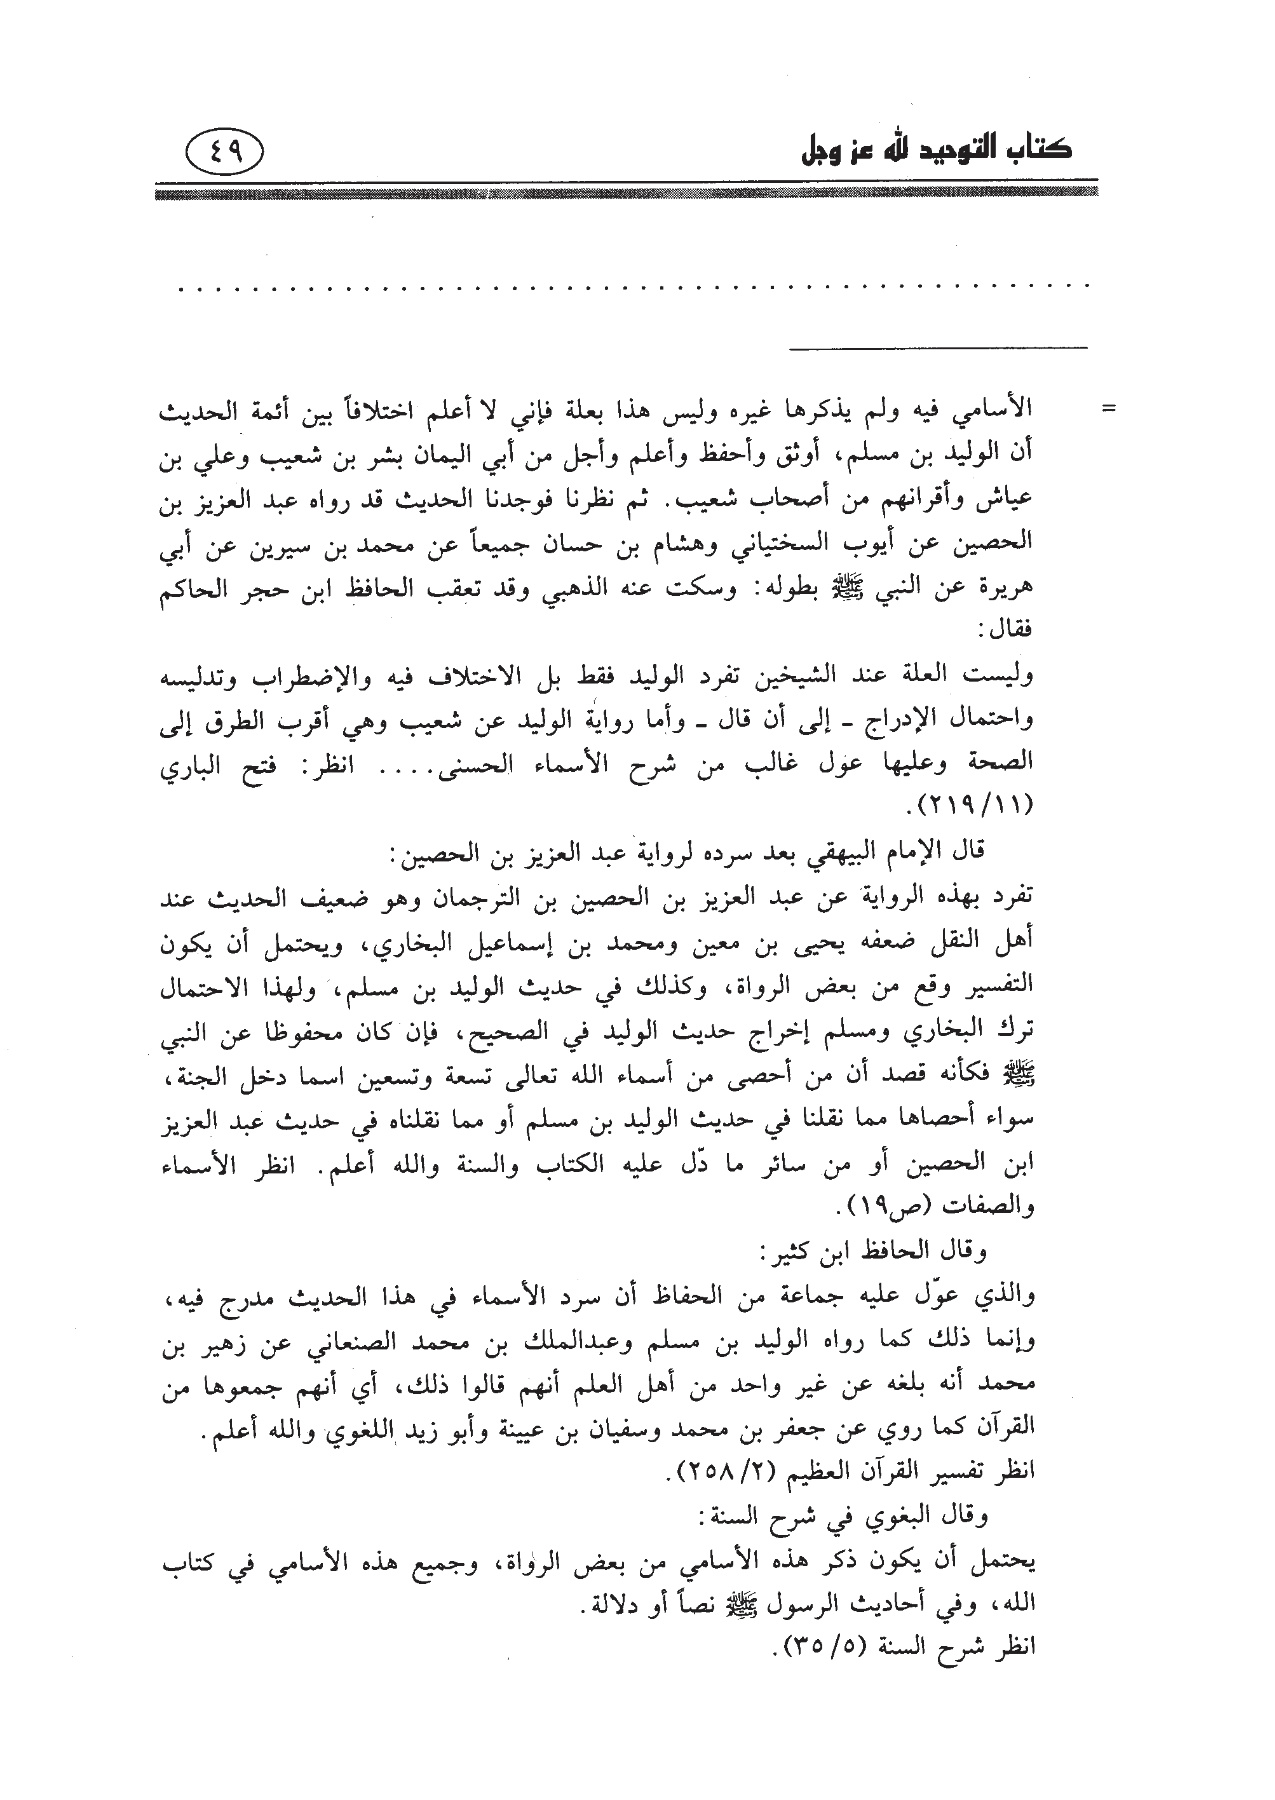 كتاب التوحيد لله عز وجل
٤٩
. . . . . . . . . . . . . . . . . . . . . . . . . . . . . . . . . . . . . . . . . . . . . . . . . .
= الأسامي فيه ولم يذكرها غيره وليس هذا بعلة فإني لا أعلم اختلافاً بين أئمة الحديث
أن الوليد بن مسلم، أوثق وأحفظ وأعلم وأجل من أبي اليمان بشر بن شعيب وعلي بن
عياش وأقرانهم من أصحاب شعيب. ثم نظرنا فوجدنا الحديث قد رواه عبد العزيز بن
الحصين عن أيوب السختياني وهشام بن حسان جميعاً عن محمد بن سيرين عن أبي
هريرة عن النبي ﷺ بطوله: وسكت عنه الذهبي وقد تعقب الحافظ ابن حجر الحاكم
فقال:
وليست العلة عند الشيخين تفرد الوليد فقط بل الاختلاف فيه والإضطراب وتدليسه
واحتمال الإدراج ـ إلى أن قال ـ وأما رواية الوليد عن شعيب وهي أقرب الطرق إلى
الصحة وعليها عول غالب من شرح الأسماء الحسنى.... انظر: فتح الباري
(٢١٩/١١).
قال الإمام البيهقي بعد سرده لرواية عبد العزيز بن الحصين:
تفرد بهذه الرواية عن عبد العزيز بن الحصين بن الترجمان وهو ضعيف الحديث عند
أهل النقل ضعفه يحيى بن معين ومحمد بن إسماعيل البخاري، ويحتمل أن يكون
التفسير وقع من بعض الرواة، وكذلك في حديث الوليد بن مسلم، ولهذا الاحتمال
ترك البخاري ومسلم إخراج حديث الوليد في الصحيح، فإن كان محفوظا عن النبي
ﷺ فكأنه قصد أن من أحصى من أسماء الله تعالى تسعة وتسعين اسما دخل الجنة،
سواء أحصاها مما نقلنا في حديث الوليد بن مسلم أو مما نقلناه في حديث عبد العزيز
ابن الحصين أو من سائر ما دّل عليه الكتاب والسنة والله أعلم. انظر الأسماء
والصفات (ص١٩).
وقال الحافظ ابن كثير:
والذي عوّل عليه جماعة من الحفاظ أن سرد الأسماء في هذا الحديث مدرج فيه،
وإنما ذلك كما رواه الوليد بن مسلم وعبدالملك بن محمد الصنعاني عن زهير بن
محمد أنه بلغه عن غير واحد من أهل العلم أنهم قالوا ذلك، أي أنهم جمعوها من
القرآن كما روي عن جعفر بن محمد وسفيان بن عيينة وأبو زيد اللغوي والله أعلم.
انظر تفسير القرآن العظيم (٢٥٨/٢).
وقال البغوي في شرح السنة:
يحتمل أن يكون ذكر هذه الأسامي من بعض الرواة، وجميع هذه الأسامي في كتاب
الله، وفي أحاديث الرسول ﷺ نصاً أو دلالة.
انظر شرح السنة (٣٥/٥).